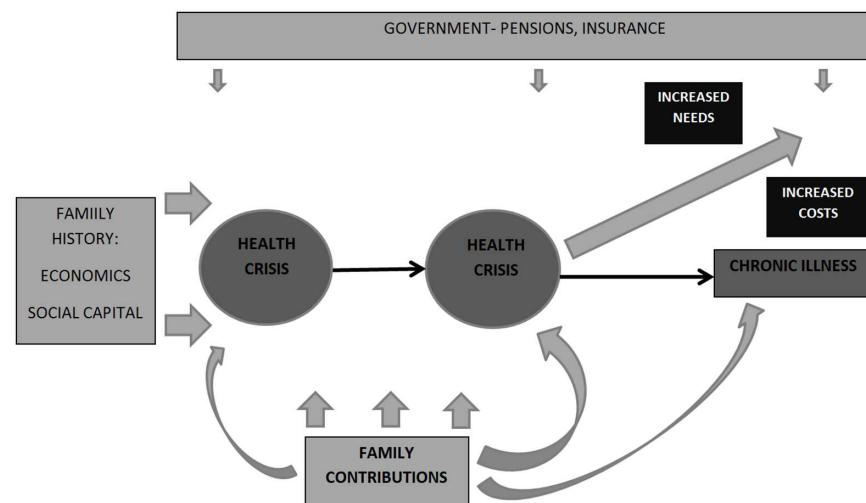 GOVERNMENT- PENSIONS, INSURANCE
INCREASED
NEEDS
INCREASED
COSTS
FAMIILY
HISTORY:
ECONOMICS
SOCIAL CAPITAL
HEALTH
CRISIS
HEALTH
CRISIS
CHRONIC ILLNESS
FAMILY
CONTRIBUTIONS